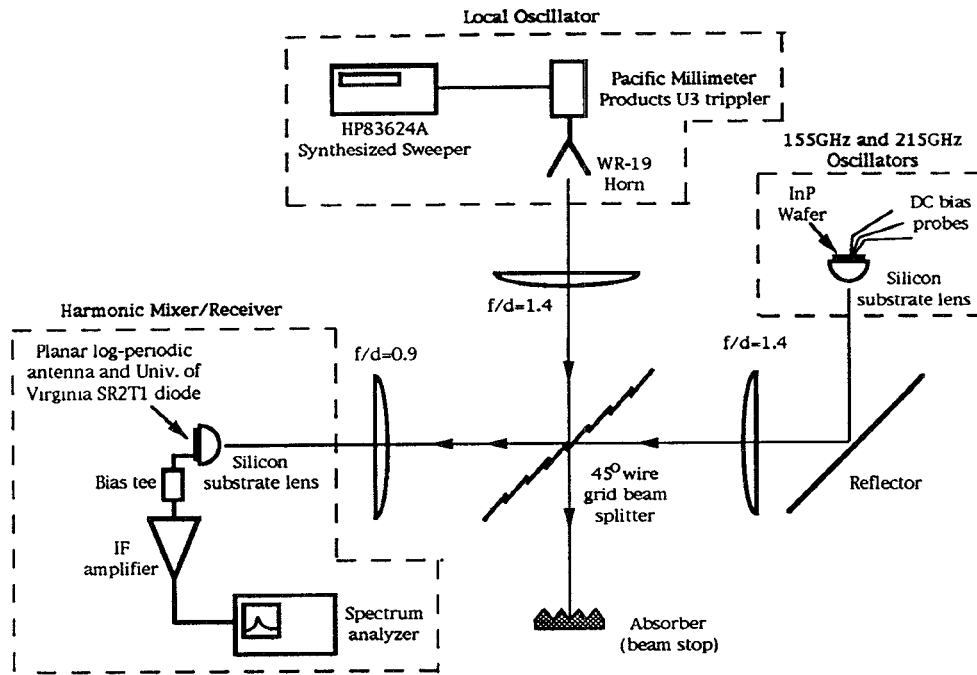 Local Oscillator
HP83624A
Synthesized Sweeper
Pacific Millimeter
Products U3 trippler
WR-19
Horn
155GHz and 215GHz
Oscillators
InP
Wafer
DC bias
probes
Silicon
substrate lens
f/d=1.4
f/d=1.4
Harmonic Mixer/Receiver
Planar log-periodic
antenna and Univ. of
Virginia SR2T1 diode
f/d=0.9
Silicon
substrate lens
Bias tee
IF
amplifier
Spectrum
analyzer
45° wire
grid beam
splitter
Reflector
Absorber
(beam stop)